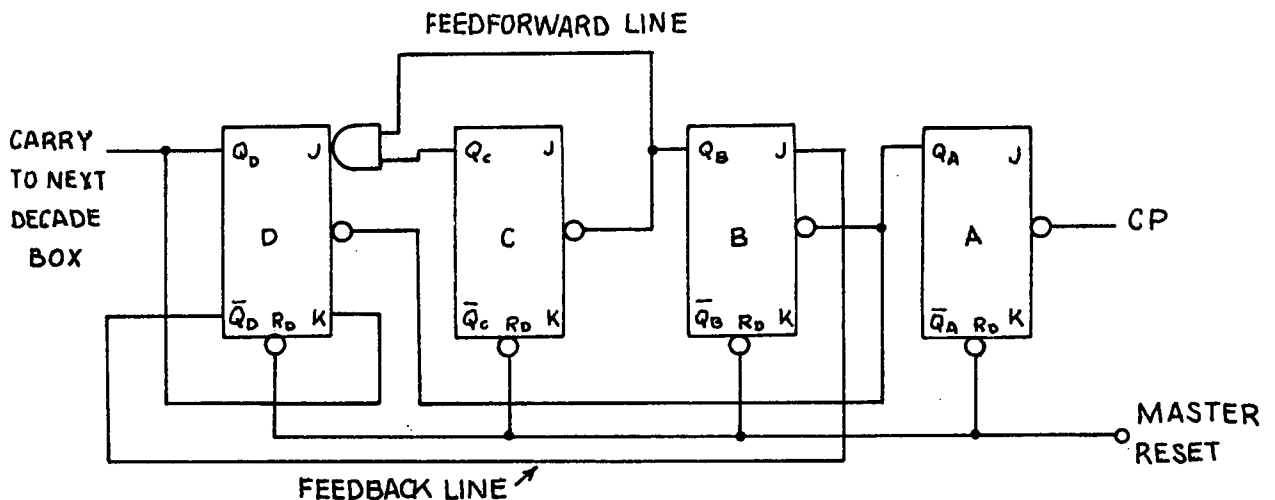 FEEDFORWARD LINE
CARRY
TO NEXT
DECADE
BOX
Q_D J
D
Q̅_D R_D K
Q_C J
C
Q̅_C R_D K
Q_B J
B
Q̅_B R_D K
Q_A J
A
Q̅_A R_D K
CP
MASTER
RESET
FEEDBACK LINE